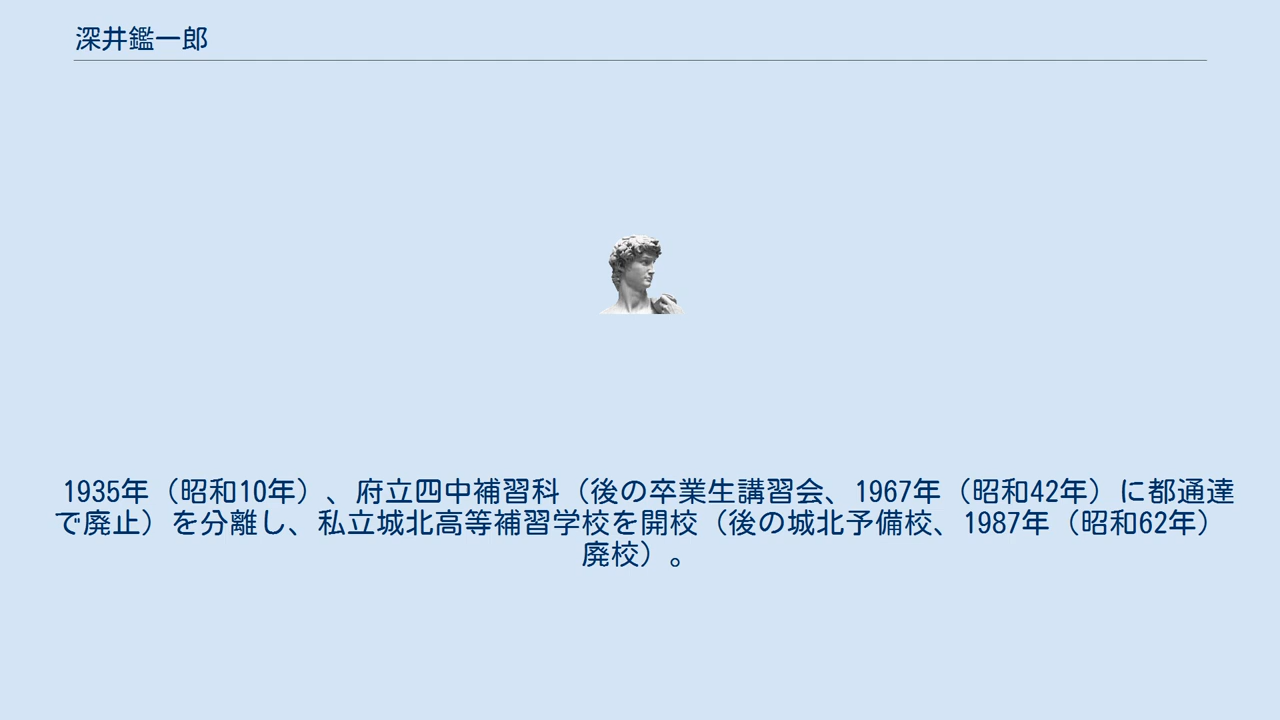 深井鑑一郎
1935年（昭和10年）、府立四中補習科（後の卒業生講習会、1967年（昭和42年）に都通達
で廃止）を分離し、私立城北高等補習学校を開校（後の城北予備校、1987年（昭和62年）
廃校）。